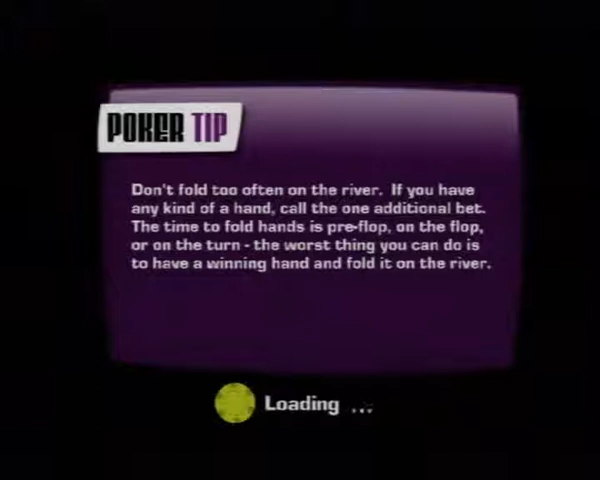 POKER TIP
Don't fold too often on the river. If you have
any kind of a hand, call the one additional bet.
The time to fold hands is pre-flop, on the flop,
or on the turn - the worst thing you can do is
to have a winning hand and fold it on the river.
Loading ...